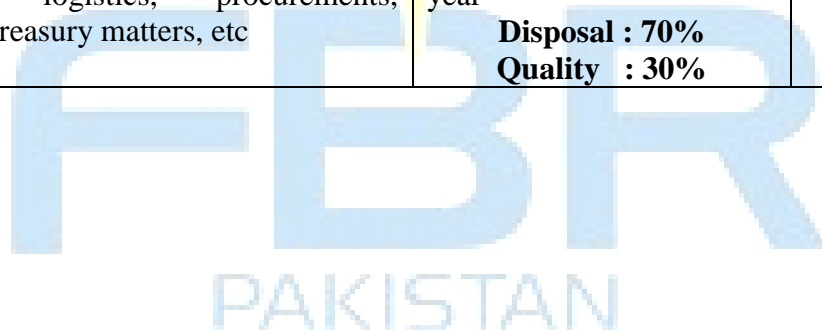 logistics, procurements, year
reasury matters, etc
Disposal : 70%
Quality : 30%
FBR
PAKISTAN